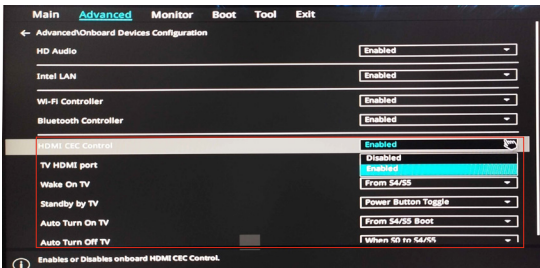 Main Advanced Monitor Boot Tool Exit
← Advanced\Onboard Devices Configuration
HD Audio Enabled
Intel LAN Enabled
Wi-Fi Controller Enabled
Bluetooth Controller Enabled
HDMI CEC Control Enabled
Disabled
Enabled
TV HDMI port
Wake On TV From S4/S5
Standby by TV Power Button Toggle
Auto Turn On TV From S4/S5 Boot
Auto Turn Off TV When S0 to S4/S5
Enables or Disables onboard HDMI CEC Control.